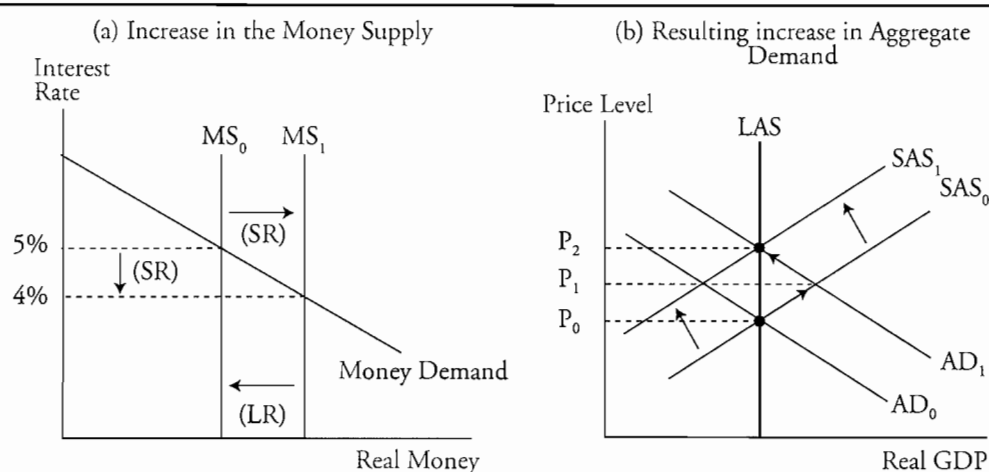 (a) Increase in the Money Supply
Interest
Rate
MS₀
MS₁
(SR)
5%
(SR)
4%
Money Demand
(LR)
Real Money
(b) Resulting increase in Aggregate
Demand
Price Level
LAS
SAS₁
SAS₀
P₂
P₁
P₀
AD₁
AD₀
Real GDP